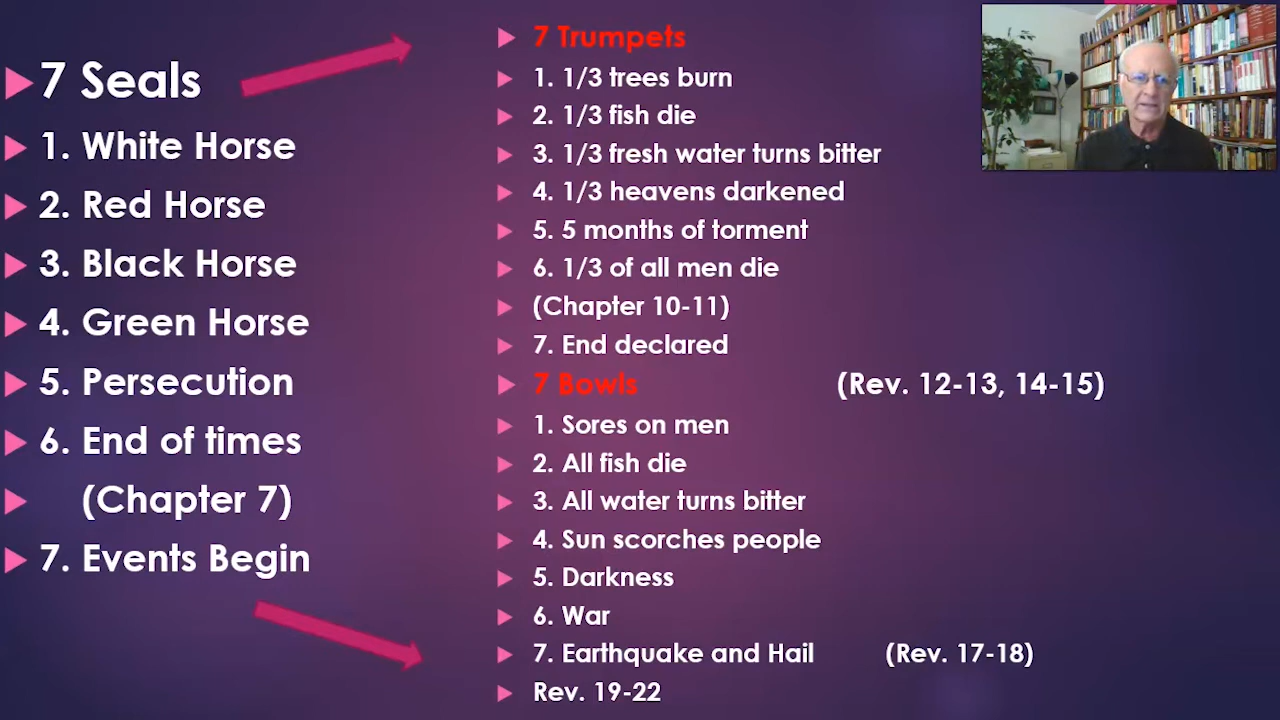 7 Seals
1. White Horse
2. Red Horse
3. Black Horse
4. Green Horse
5. Persecution
6. End of times
(Chapter 7)
7. Events Begin
7 Trumpets
1. 1/3 trees burn
2. 1/3 fish die
3. 1/3 fresh water turns bitter
4. 1/3 heavens darkened
5. 5 months of torment
6. 1/3 of all men die
(Chapter 10-11)
7. End declared
7 Bowls (Rev. 12-13, 14-15)
1. Sores on men
2. All fish die
3. All water turns bitter
4. Sun scorches people
5. Darkness
6. War
7. Earthquake and Hail (Rev. 17-18)
Rev. 19-22